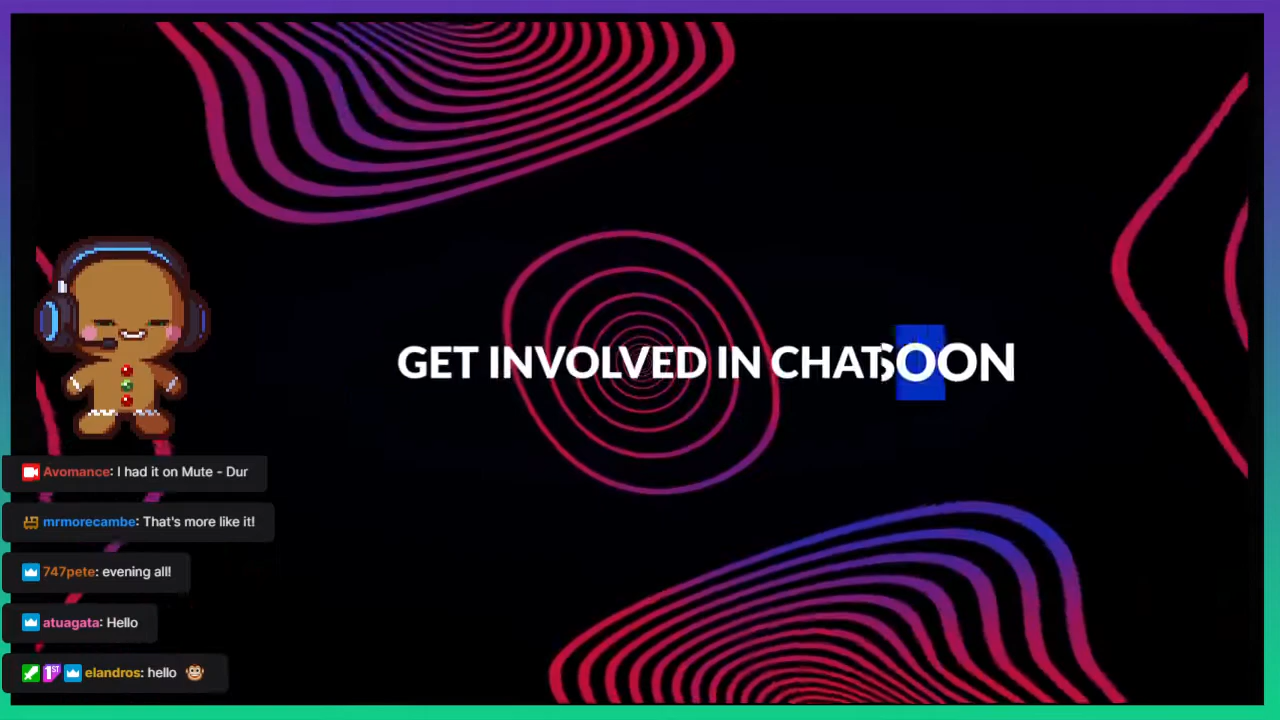 GET INVOLVED IN CHAT SOON
Avomance: I had it on Mute - Dur
mrmorecambe: That's more like it!
747pete: evening all!
atuagata: Hello
1ST elandros: hello 🐵